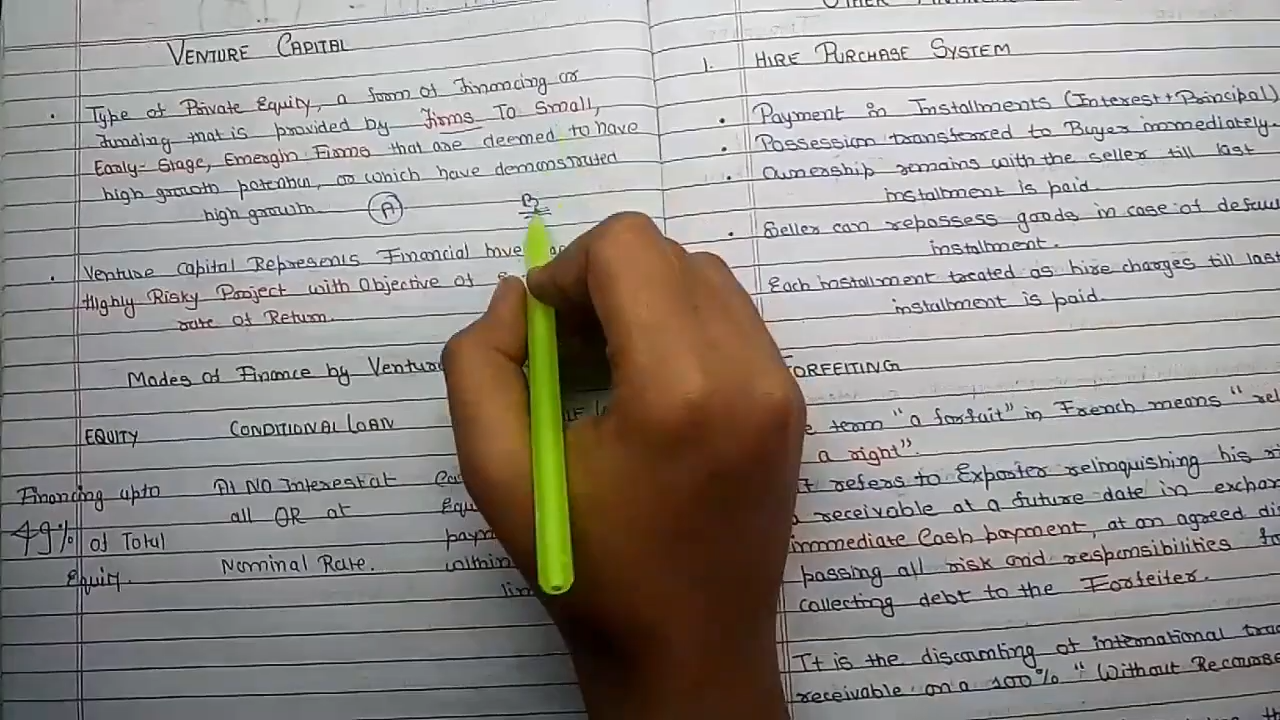 VENTURE CAPITAL
Type of Private Equity, a form of Financing or
funding that is provided by Firms To Small,
Early-Stage, Emergin Firms that are deemed to have
high growth potential, or which have demonstrated
high growth. A B
Venture Capital Represents Financial Inve
Highly Risky Project with Objective of
rate of Return.
Modes of Finance by Venture
EQUITY CONDITIONAL LOAN
Financing upto
49% of Total
Equity.
At NO Interest at
all OR at
Nominal Rate.
within
1. HIRE PURCHASE SYSTEM
Payment in Installments (Interest+Principal)
Possession transferred to Buyer immediately.
Ownership remains with the seller till last
installment is paid.
Seller can repossess goods in case of defau
installment.
Each installment treated as hire charges till last
installment is paid.
FORFEITING
term "a forfait" in French means "rel
a right".
It refers to Exporter relinquishing his ri
receivable at a future date in exchan
immediate Cash payment, at an agreed di
passing all risk and responsibilities fo
collecting debt to the Forfeiter.
It is the discounting of international trad
receivable on a 100% "Without Recourse